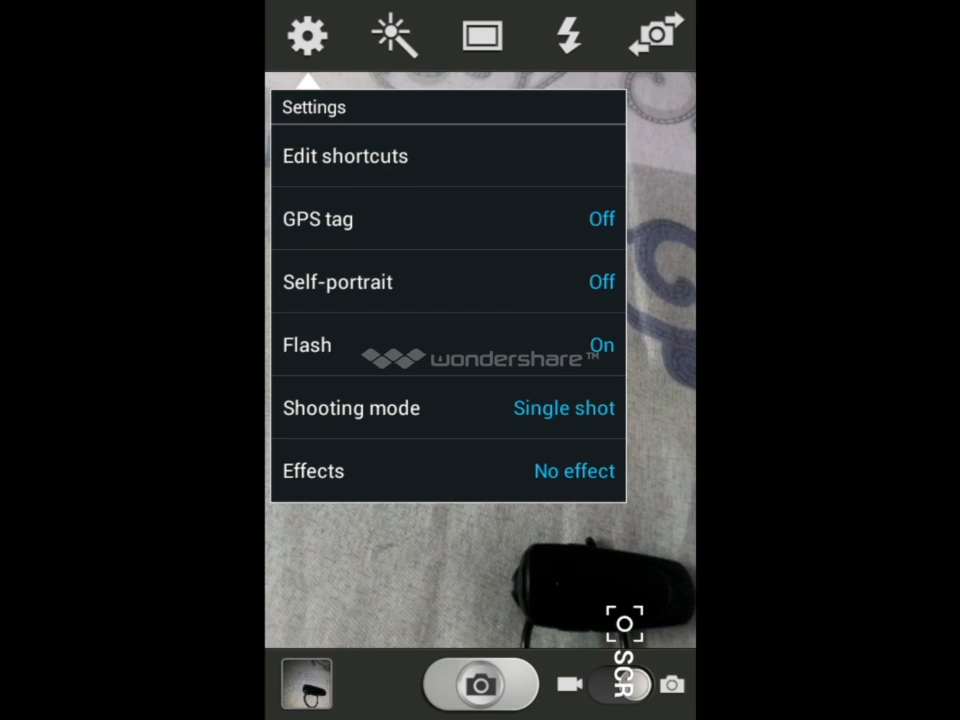 Settings
Edit shortcuts
GPS tag Off
Self-portrait Off
Flash On
wondershare™
Shooting mode Single shot
Effects No effect
SCR